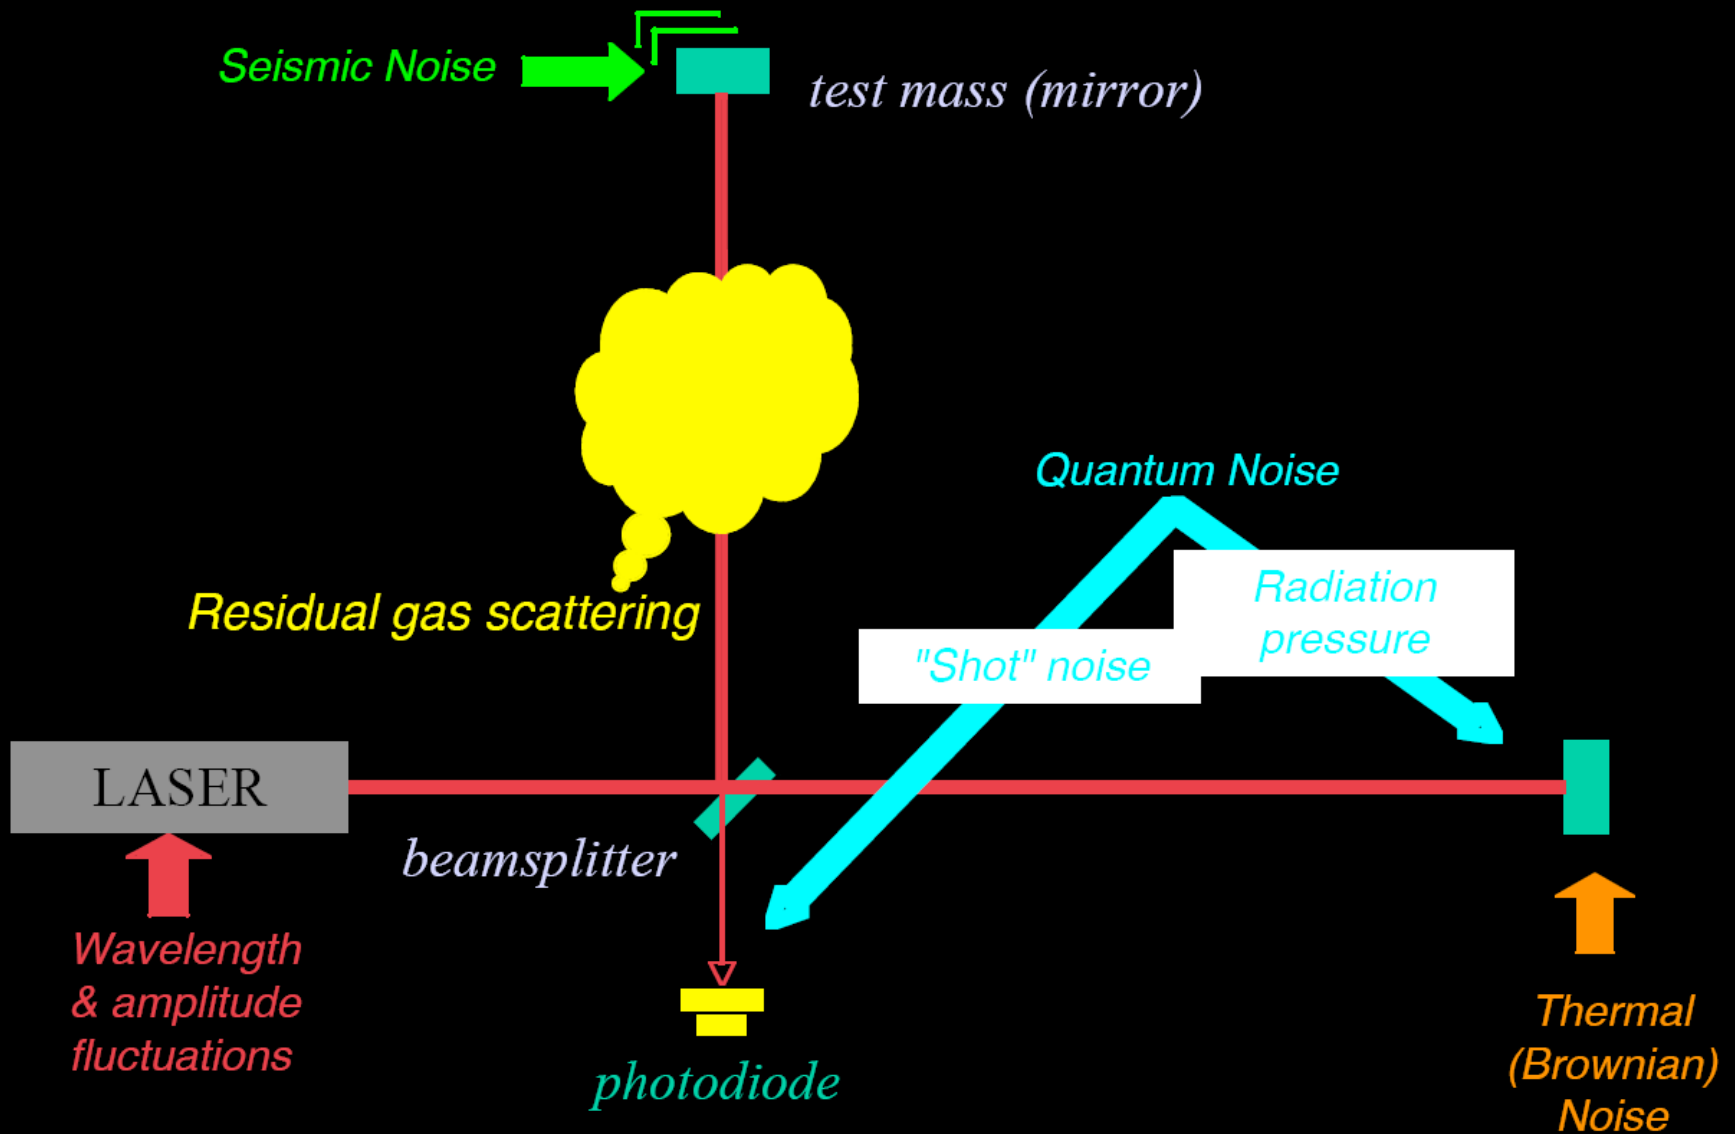 Seismic Noise
test mass (mirror)
Quantum Noise
Radiation
pressure
Residual gas scattering
"Shot" noise
LASER
beamsplitter
Wavelength
& amplitude
fluctuations
photodiode
Thermal
(Brownian)
Noise